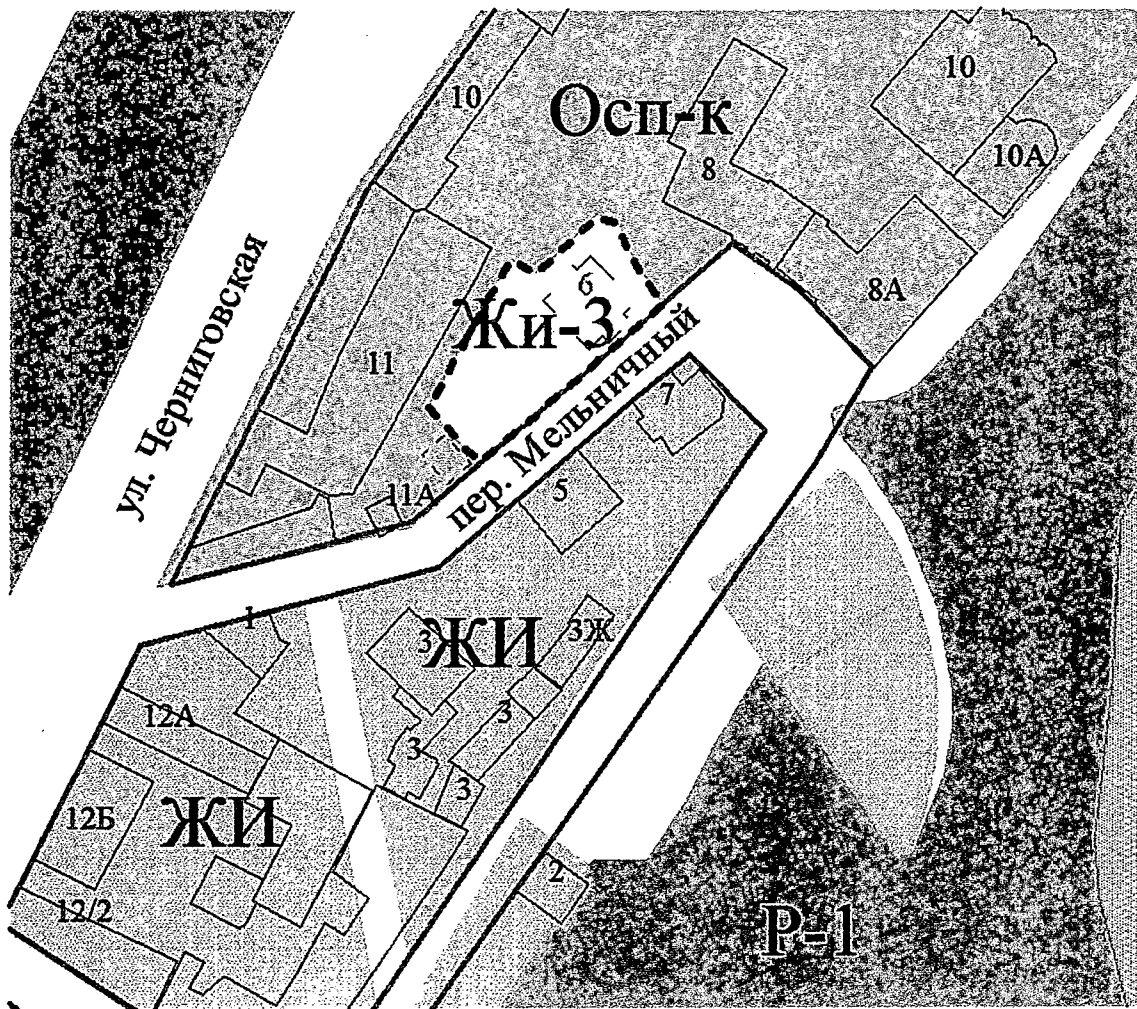 10
10
Осп-к
8
10А
ул. Черниговская
6
8А
Жи-3
11
пер. Мельничный
7
11А
5
1
3
ЖИ
3Ж
12А
3
3
3
12Б
ЖИ
12/2
2
Р-1